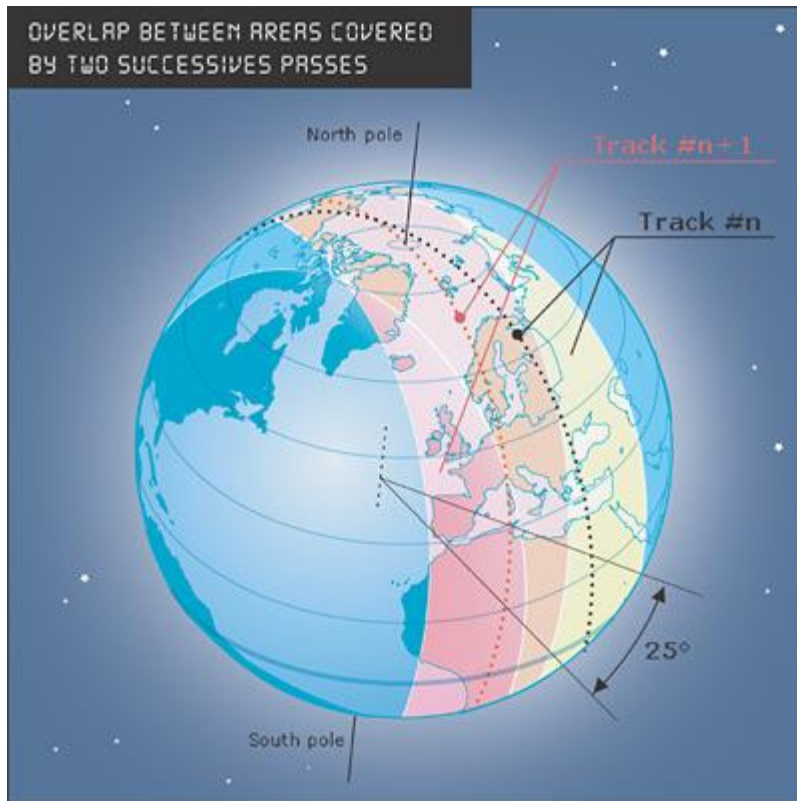 OVERLAP BETWEEN AREAS COVERED
BY TWO SUCCESSIVES PASSES
North pole
Track #n+1
Track #n
25°
South pole